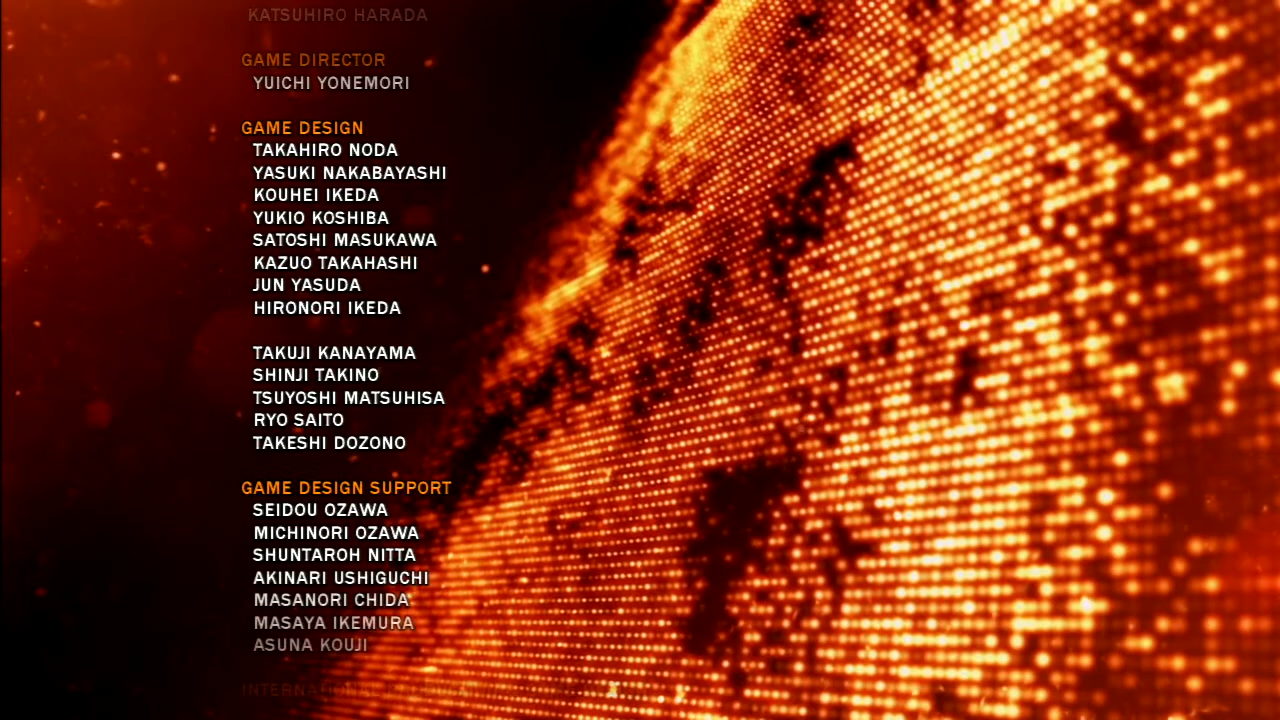 KATSUHIRO HARADA
GAME DIRECTOR
YUICHI YONEMORI
GAME DESIGN
TAKAHIRO NODA
YASUKI NAKABAYASHI
KOUHEI IKEDA
YUKIO KOSHIBA
SATOSHI MASUKAWA
KAZUO TAKAHASHI
JUN YASUDA
HIRONORI IKEDA
TAKUJI KANAYAMA
SHINJI TAKINO
TSUYOSHI MATSUHISA
RYO SAITO
TAKESHI DOZONO
GAME DESIGN SUPPORT
SEIDOU OZAWA
MICHINORI OZAWA
SHUNTAROH NITTA
AKINARI USHIGUCHI
MASANORI CHIDA
MASAYA IKEMURA
ASUNA KOUJI
INTERNATIONAL